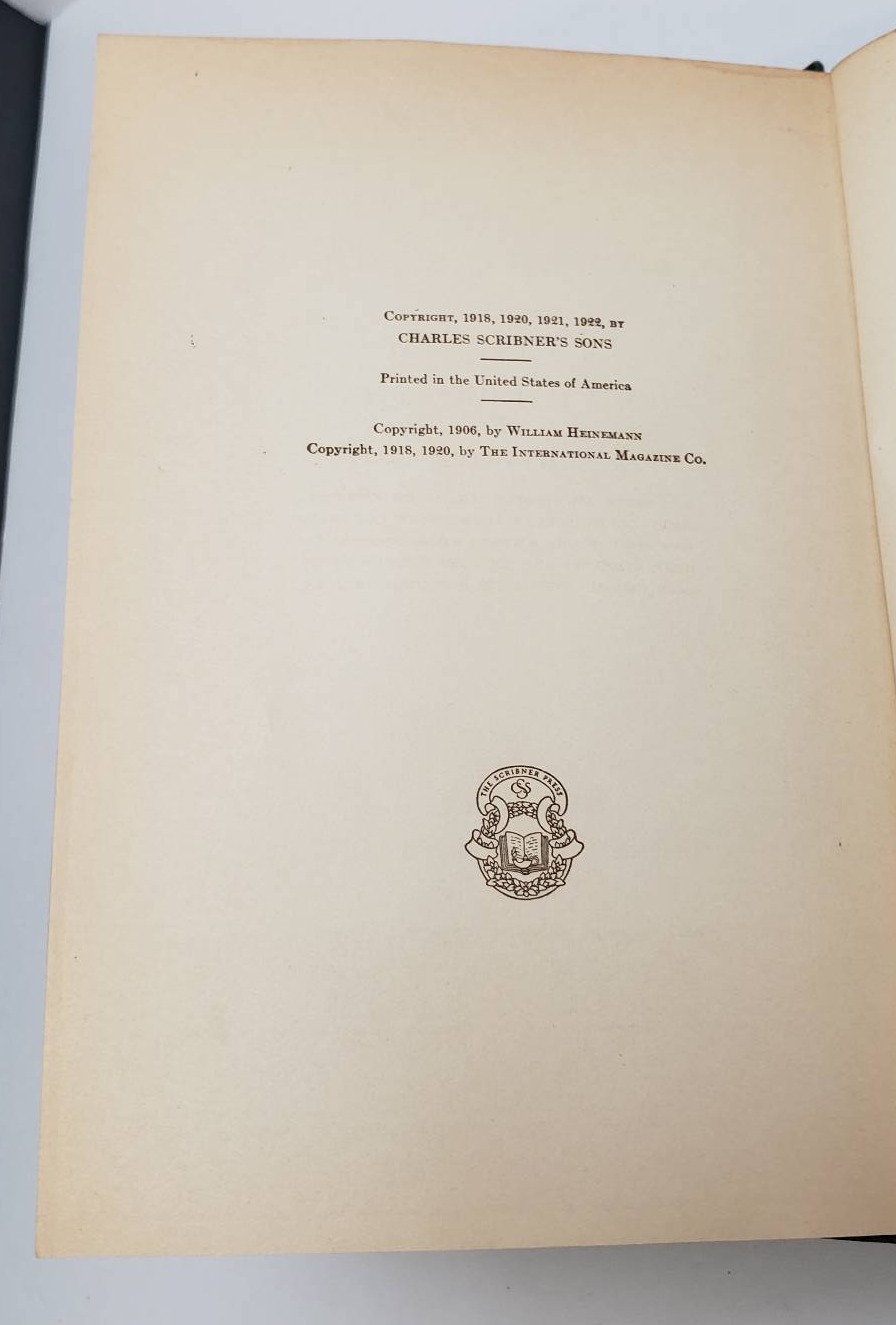 Copyright, 1918, 1920, 1921, 1922, by
CHARLES SCRIBNER'S SONS
Printed in the United States of America
Copyright, 1906, by William Heinemann
Copyright, 1918, 1920, by The International Magazine Co.
THE SCRIBNER PRESS
CSS